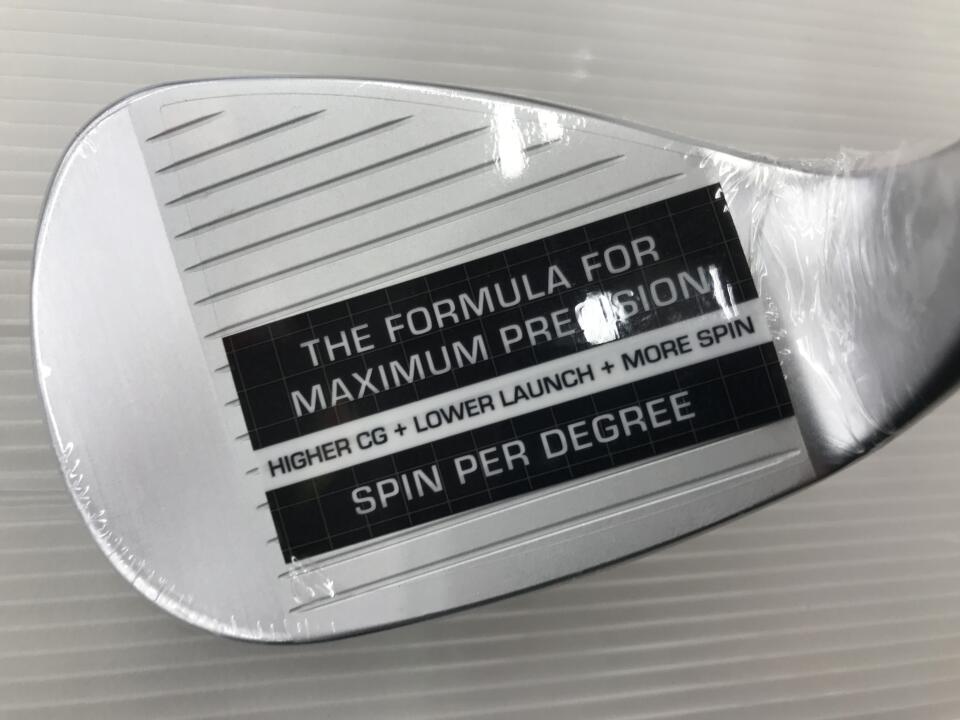 THE FORMULA FOR
MAXIMUM PRECISION
HIGHER CG + LOWER LAUNCH + MORE SPIN
SPIN PER DEGREE